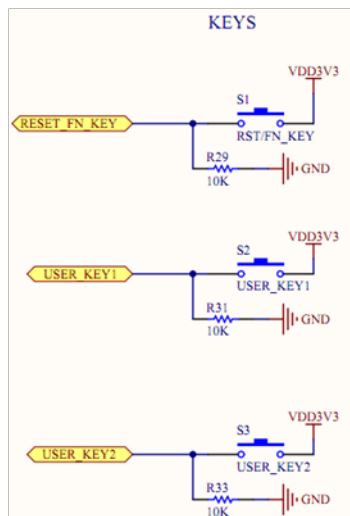 KEYS
VDD3V3
S1
RESET_FN_KEY
RST/FN_KEY
R29
GND
10K
VDD3V3
S2
USER_KEY1
USER_KEY1
R31
GND
10K
VDD3V3
S3
USER_KEY2
USER_KEY2
R33
GND
10K